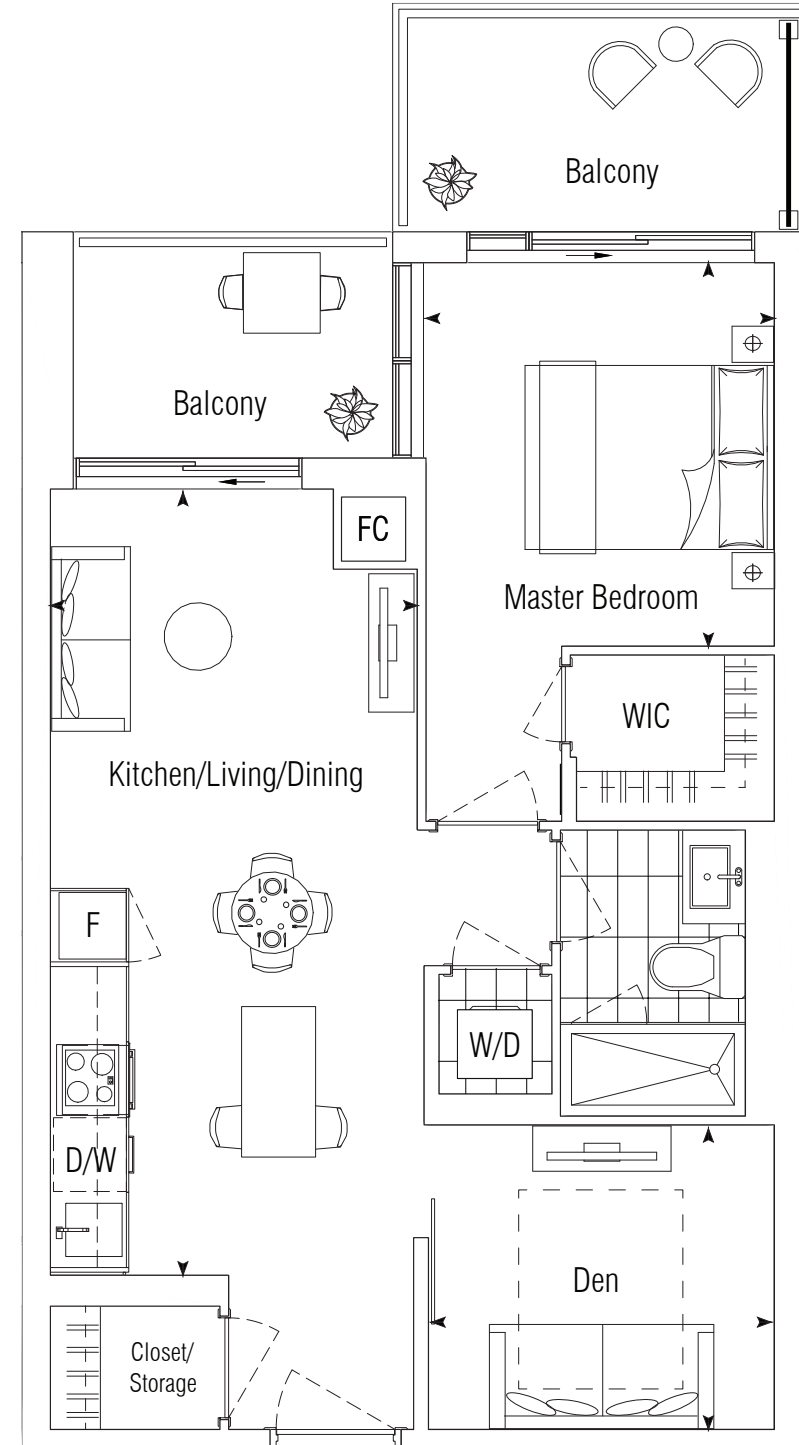 Balcony
Balcony
FC
Master Bedroom
WIC
Kitchen/Living/Dining
F
W/D
D/W
Den
Closet/
Storage